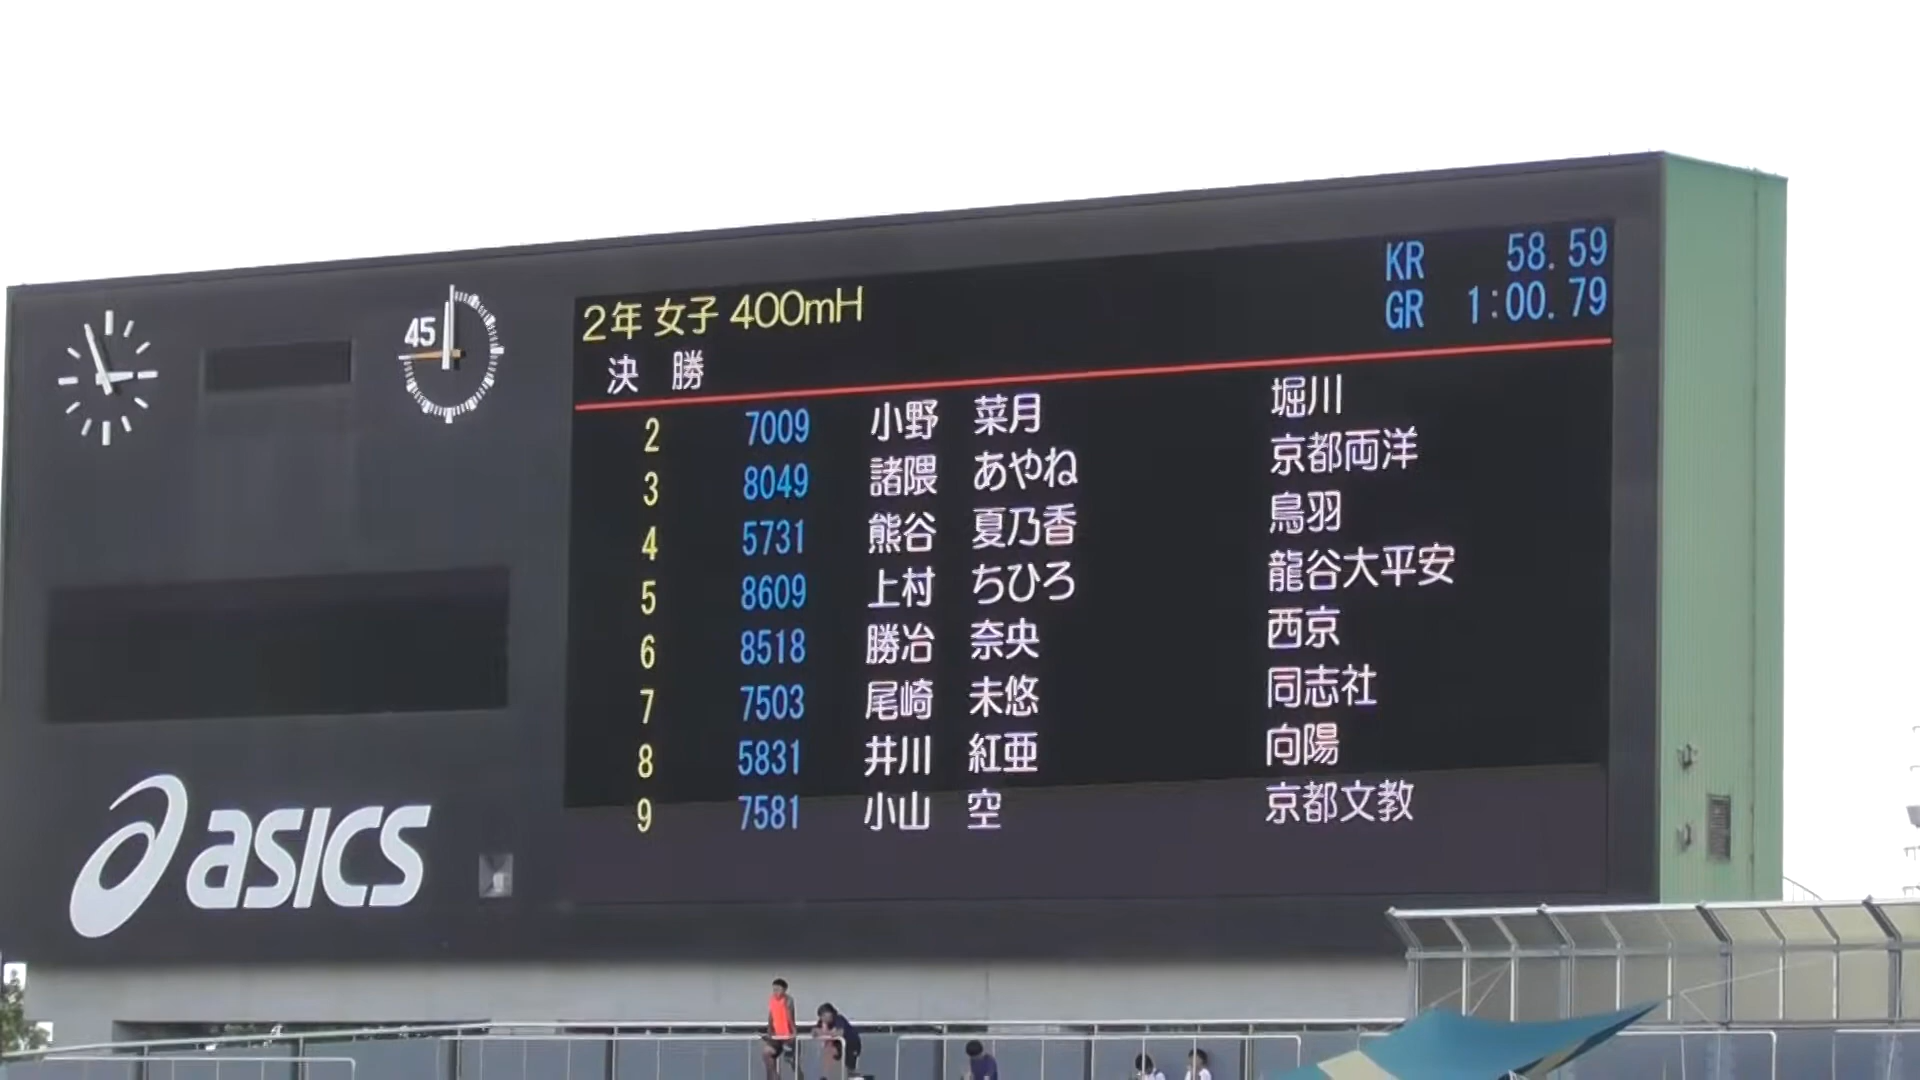 KR 58.59
2年 女子 400mH GR 1:00.79
45
決 勝
2 7009 小野 菜月 堀川
3 8049 諸隈 あやね 京都両洋
4 5731 熊谷 夏乃香 鳥羽
5 8609 上村 ちひろ 龍谷大平安
6 8518 勝冶 奈央 西京
7 7503 尾崎 未悠 同志社
8 5831 井川 紅亜 向陽
9 7581 小山 空 京都文教
asics